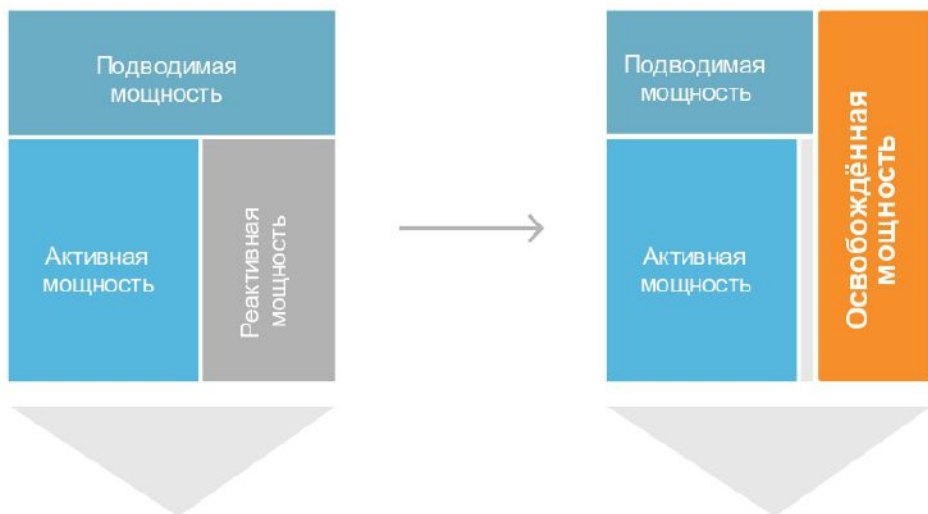 Подводимая
мощность
Активная
мощность
Реактивная
мощность
Подводимая
мощность
Активная
мощность
Освобождённая
мощность